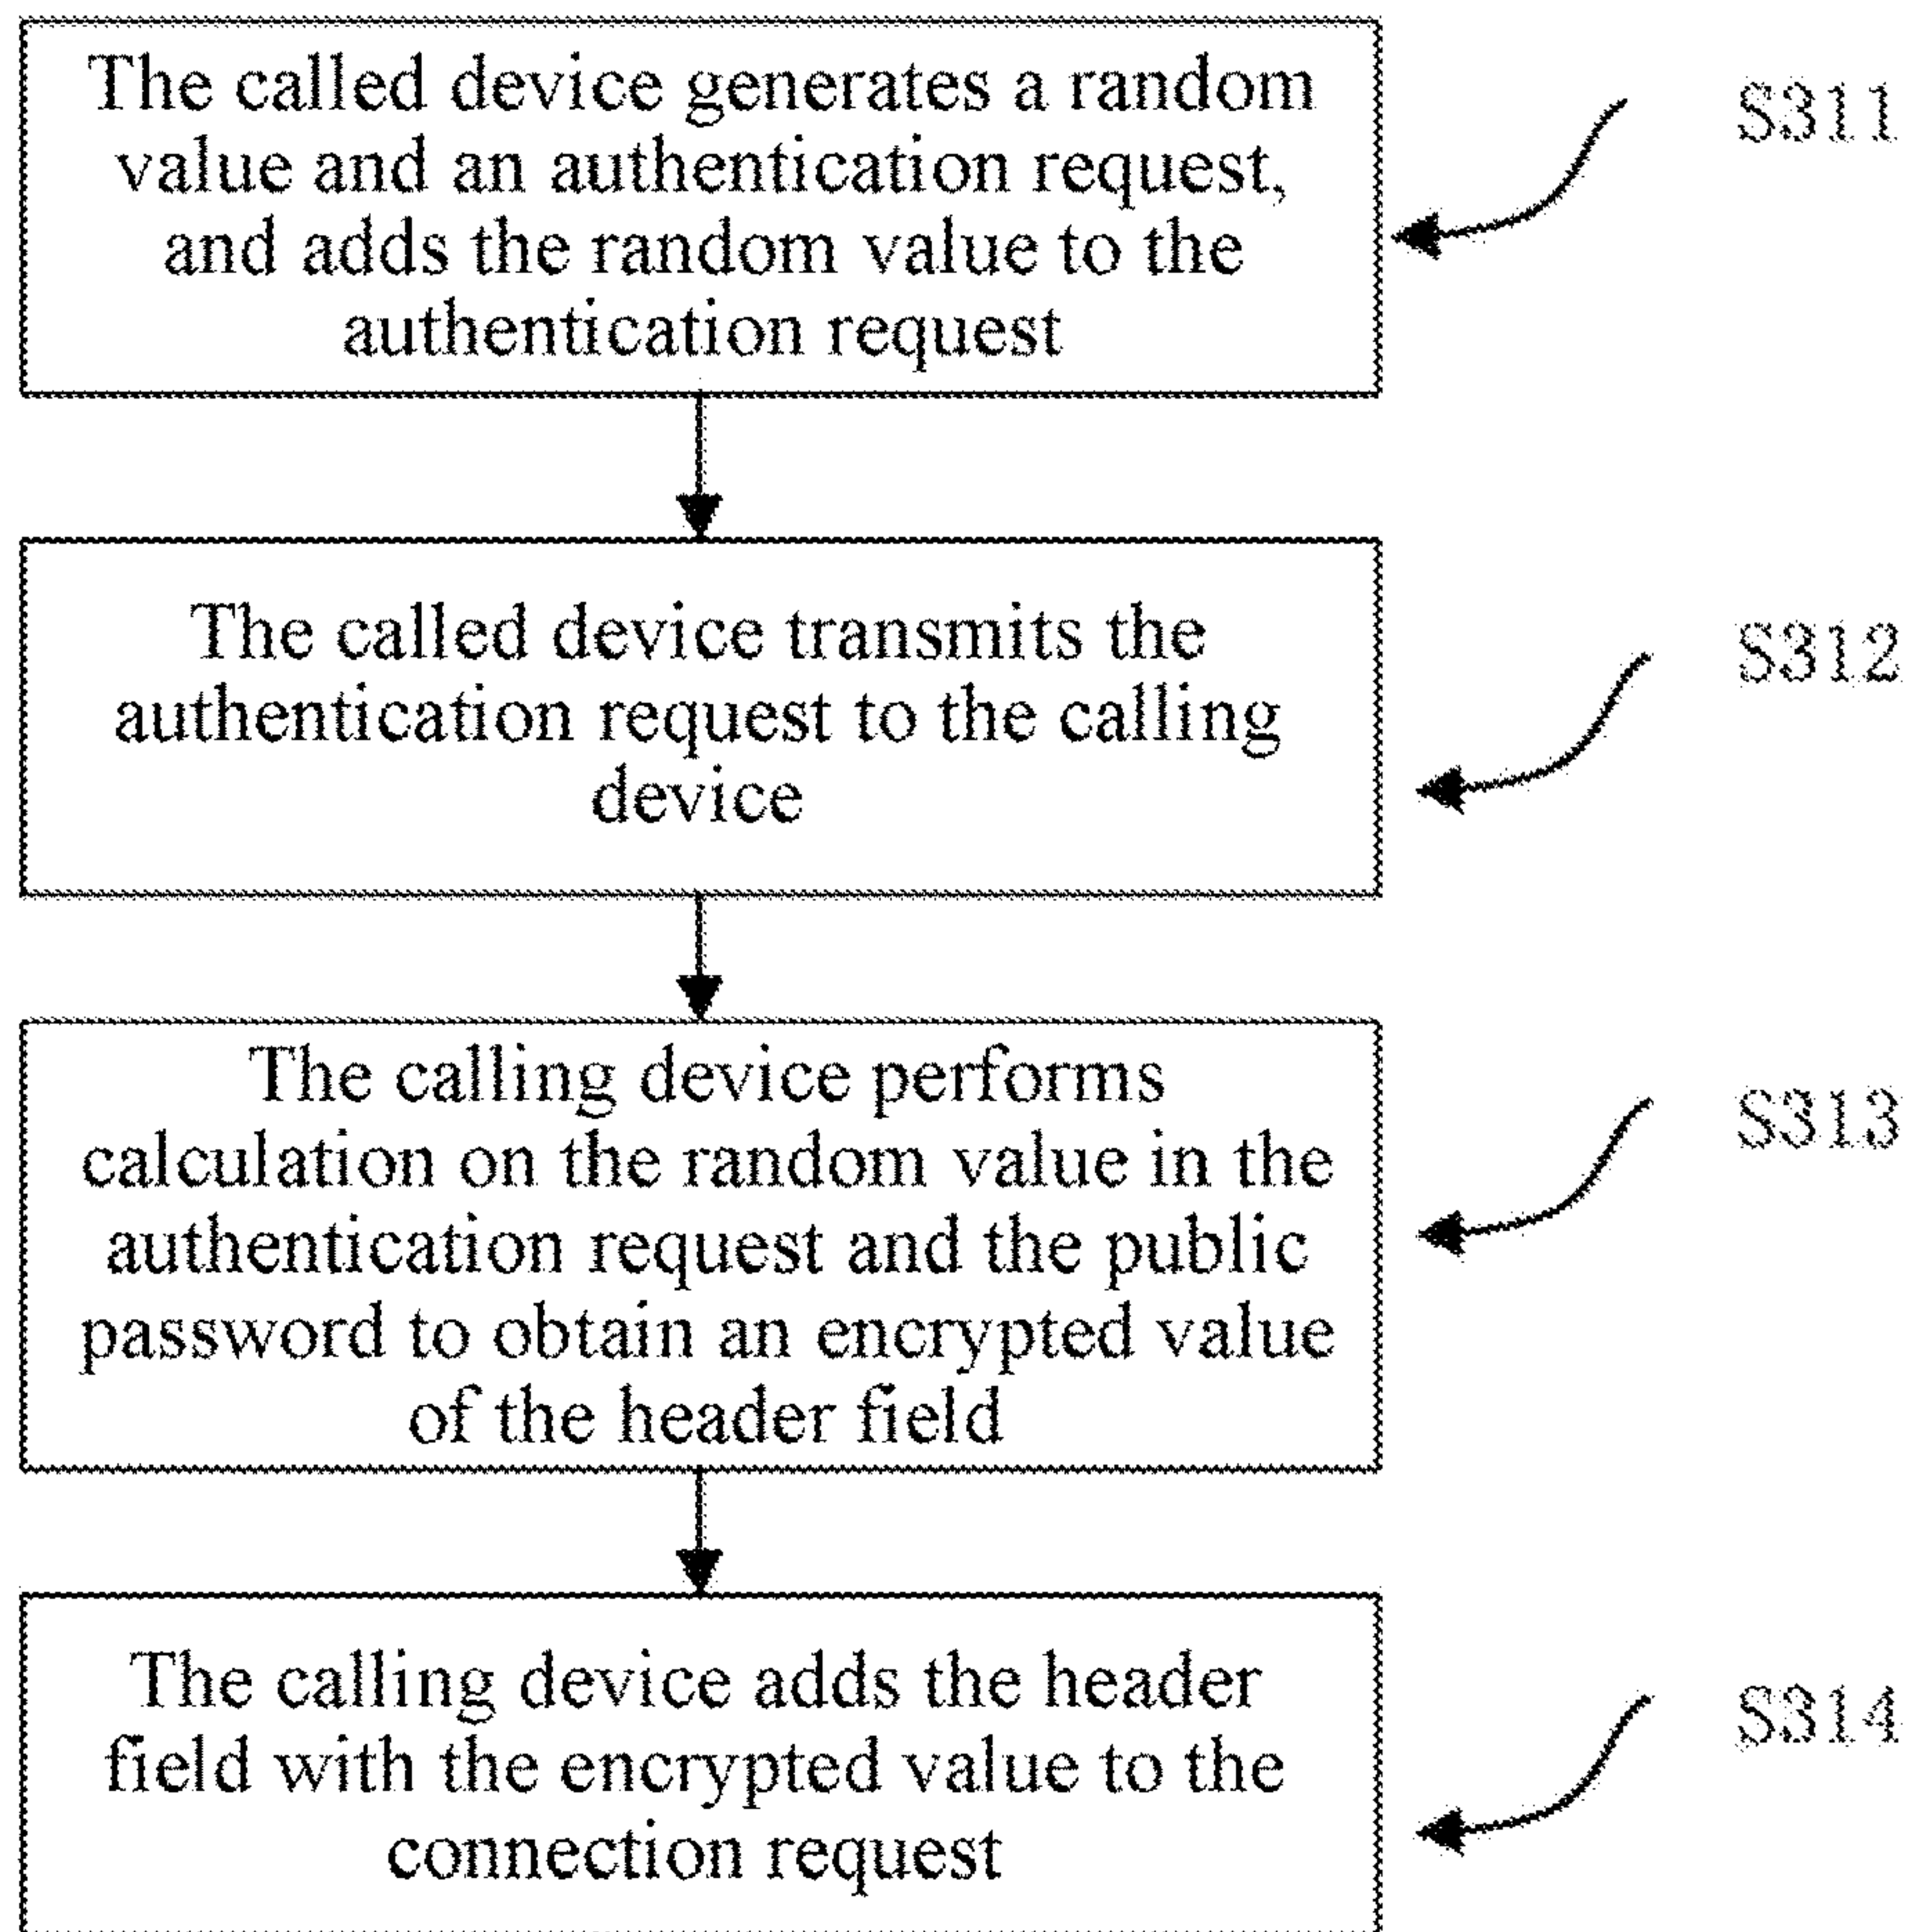 The called device generates a random
value and an authentication request,
and adds the random value to the
authentication request
S311
The called device transmits the
authentication request to the calling
device
S312
The calling device performs
calculation on the random value in the
authentication request and the public
password to obtain an encrypted value
of the header field
S313
The calling device adds the header
field with the encrypted value to the
connection request
S314